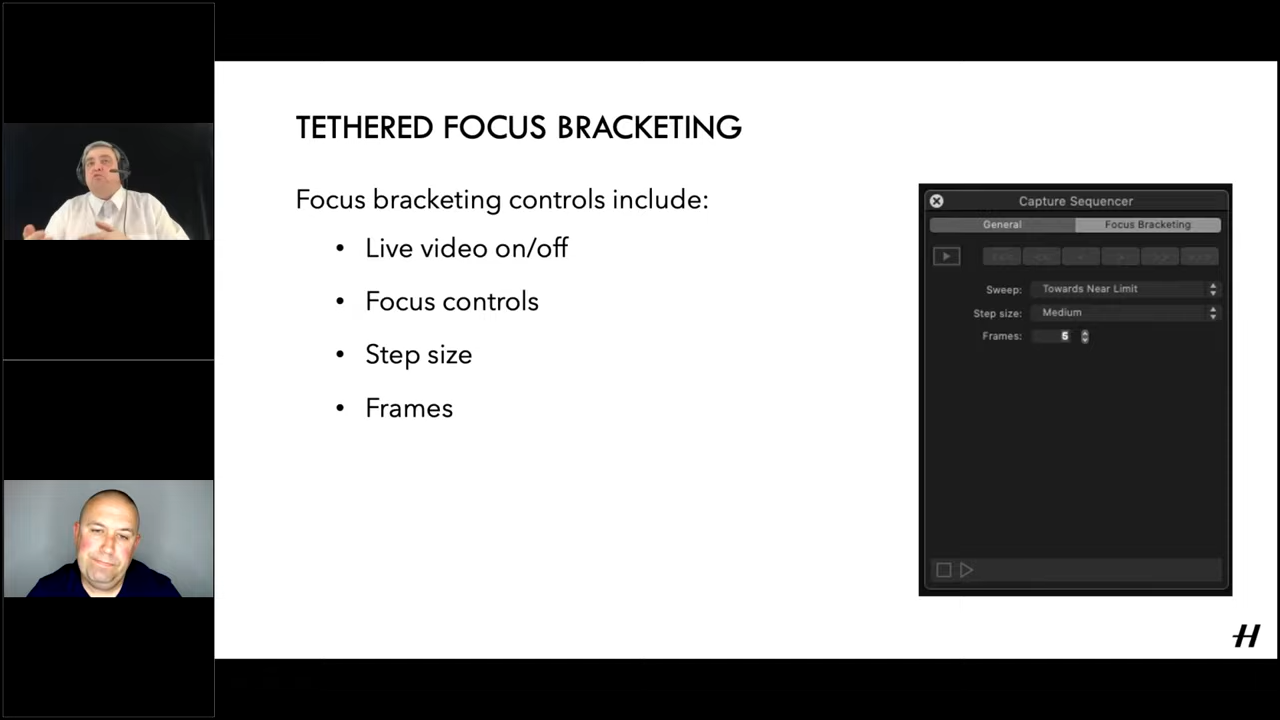 TETHERED FOCUS BRACKETING
Focus bracketing controls include:
• Live video on/off
• Focus controls
• Step size
• Frames
Capture Sequencer
General Focus Bracketing
Sweep: Towards Near Limit
Step size: Medium
Frames: 6
H